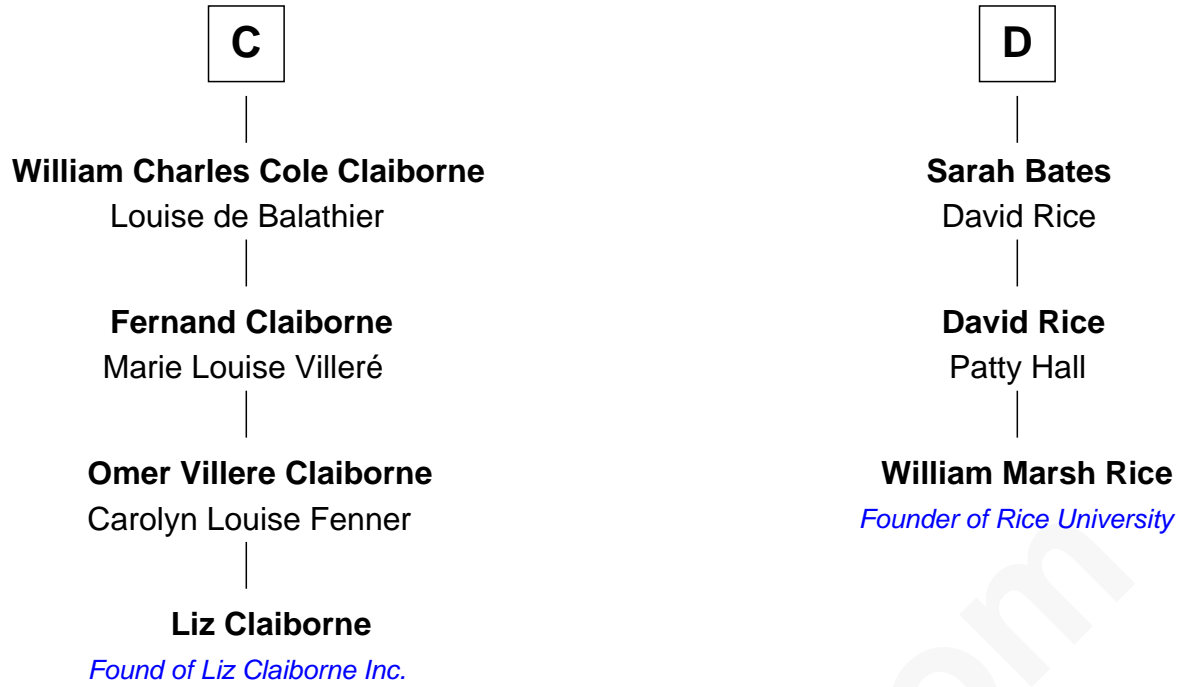 C
William Charles Cole Claiborne
Louise de Balathier
Fernand Claiborne
Marie Louise Villeré
Omer Villere Claiborne
Carolyn Louise Fenner
Liz Claiborne
Found of Liz Claiborne Inc.
D
Sarah Bates
David Rice
David Rice
Patty Hall
William Marsh Rice
Founder of Rice University
om